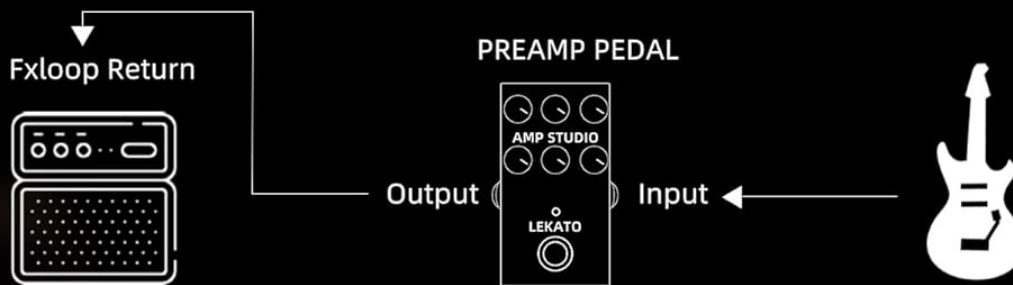 PREAMP PEDAL
Fxloop Return
AMP STUDIO
Output
Input
LEKATO